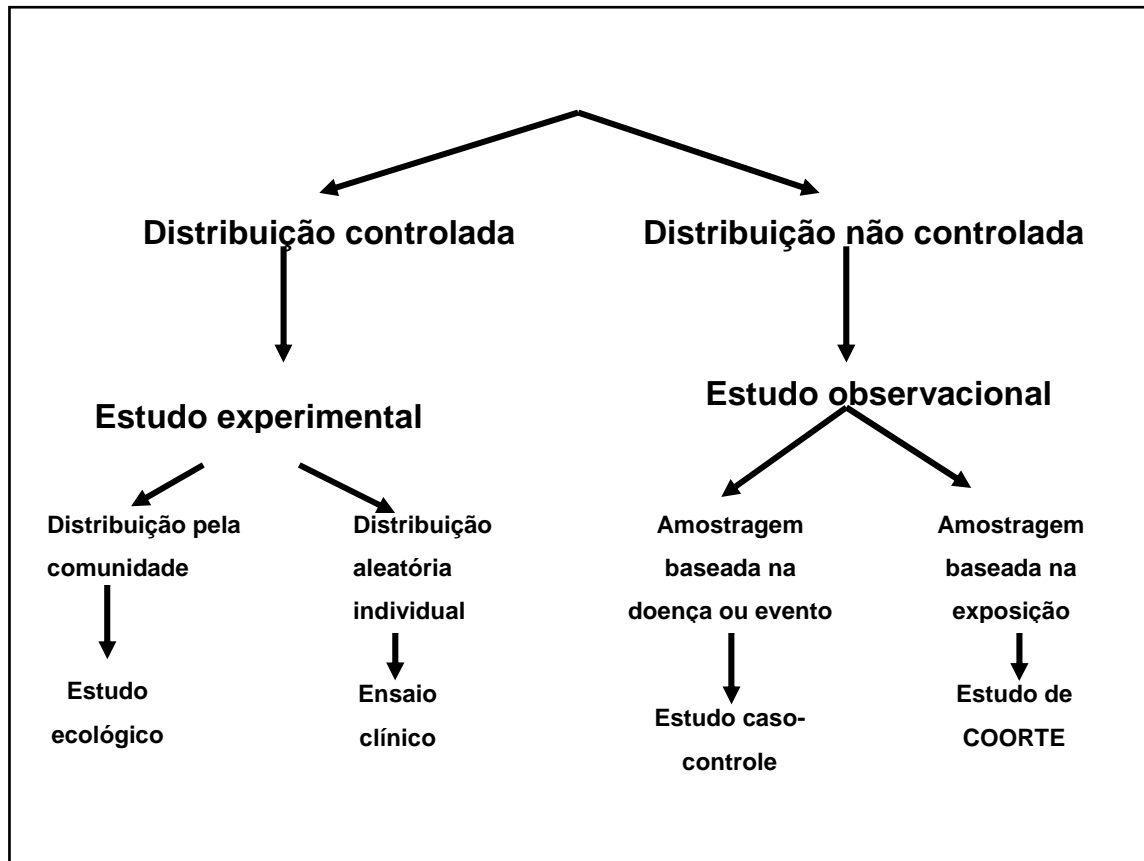 Distribuição controlada
Distribuição não controlada
Estudo experimental
Estudo observacional
Distribuição pela
comunidade
Distribuição
aleatória
individual
Amostragem
baseada na
doença ou evento
Amostragem
baseada na
exposição
Estudo
ecológico
Ensaio
clínico
Estudo caso-
controle
Estudo de
COORTE